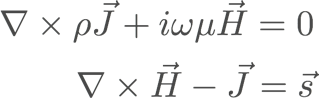 ∇ × ρJ⃗ + iωμH⃗ = 0
∇ × H⃗ − J⃗ = s⃗